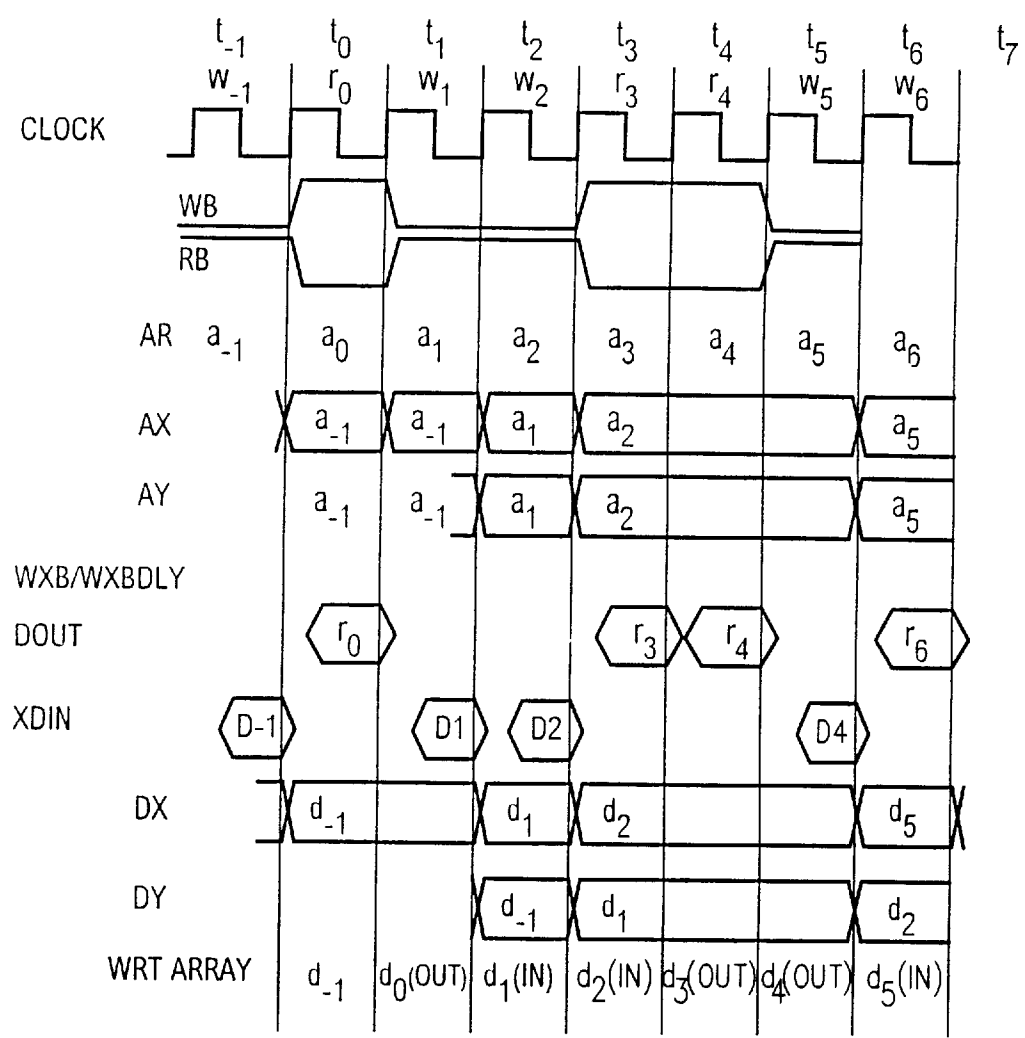 t-1 t0 t1 t2 t3 t4 t5 t6 t7
w-1 r0 w1 w2 r3 r4 w5 w6
CLOCK
WB
RB
AR a-1 a0 a1 a2 a3 a4 a5 a6
AX a-1 a-1 a1 a2 a5
AY a-1 a-1 a1 a2 a5
WXB/WXBDLY
DOUT r0 r3 r4 r6
XDIN D-1 D1 D2 D4
DX d-1 d1 d2 d5
DY d-1 d1 d2
WRT ARRAY d-1 d0(OUT) d1(IN) d2(IN) d3(OUT) d4(OUT) d5(IN)